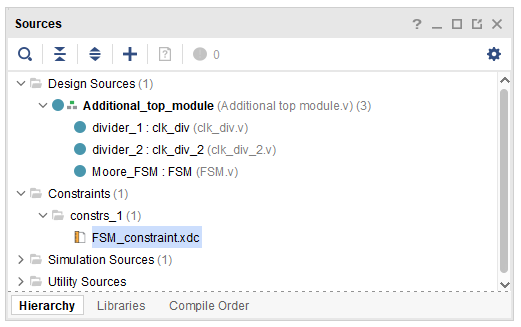 Sources
? _
0
Design Sources (1)
Additional_top_module (Additional top module.v) (3)
divider_1 : clk_div (clk_div.v)
divider_2 : clk_div_2 (clk_div_2.v)
Moore_FSM : FSM (FSM.v)
Constraints (1)
constrs_1 (1)
FSM_constraint.xdc
Simulation Sources (1)
Utility Sources
Hierarchy Libraries Compile Order